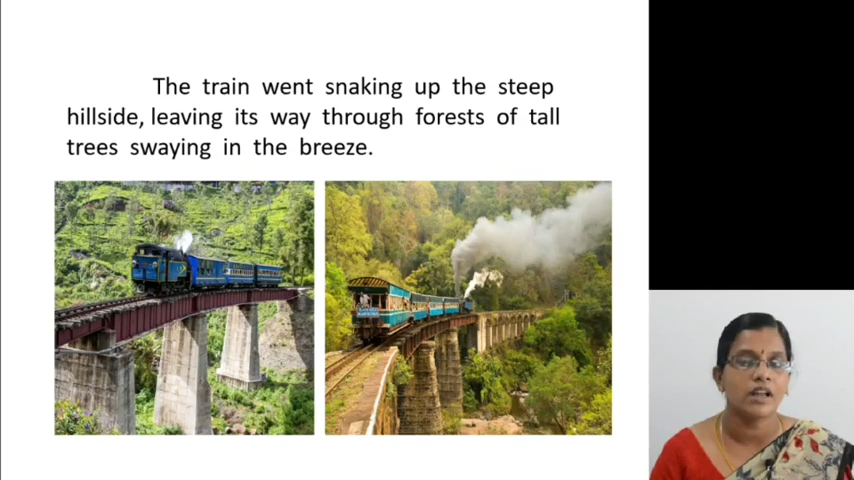 The train went snaking up the steep
hillside, leaving its way through forests of tall
trees swaying in the breeze.